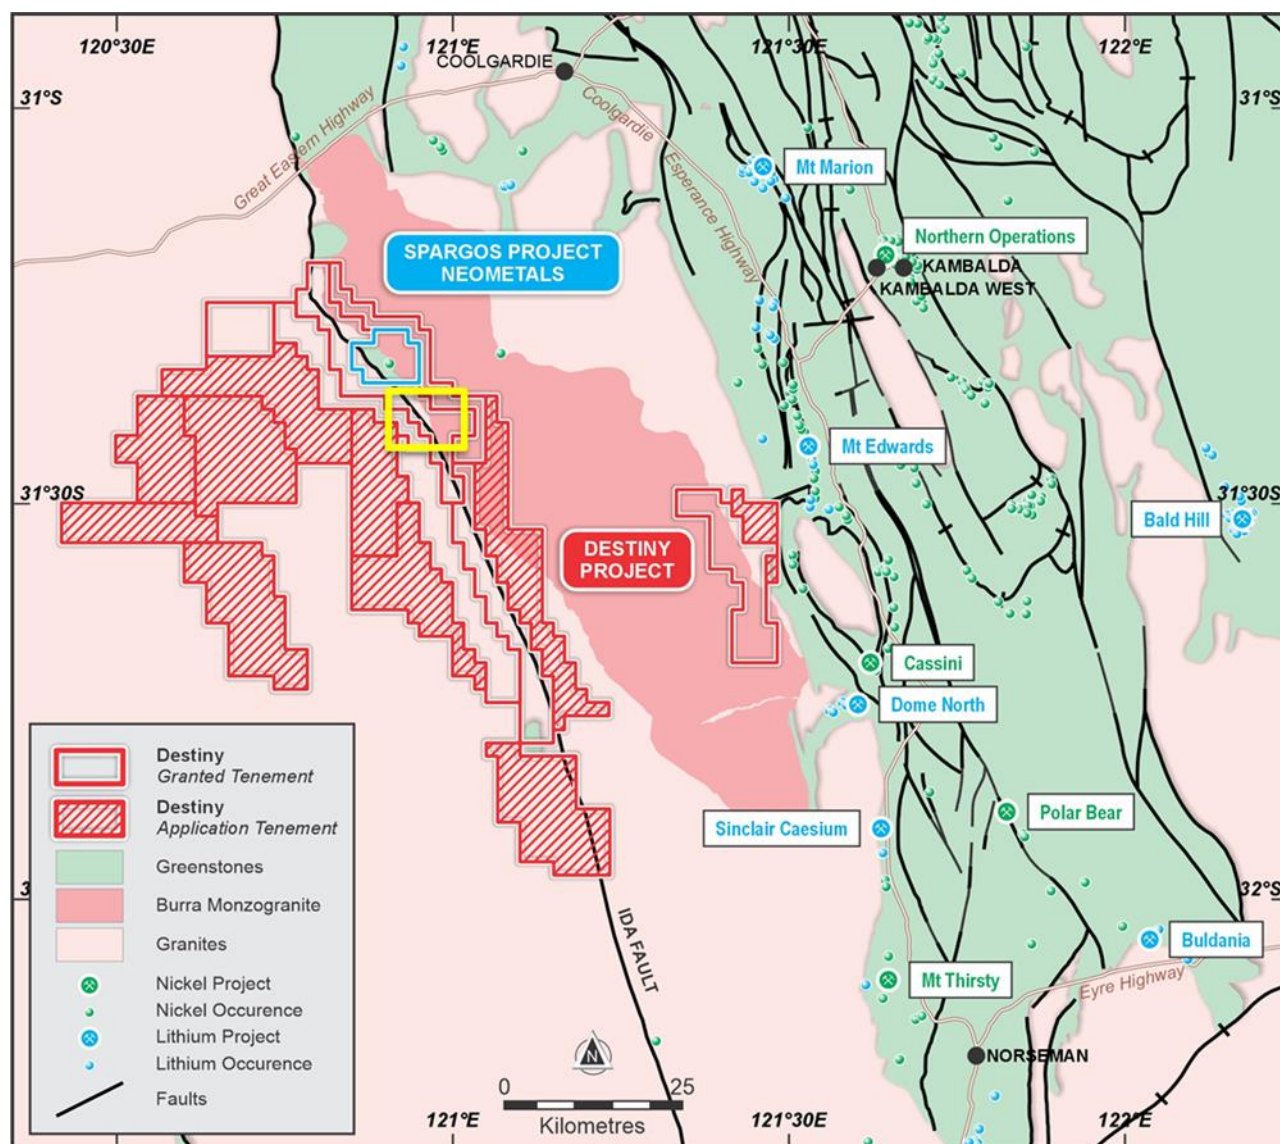 120°30E
121°E
121°30E
122°E
COOLGARDIE
31°S
31°S
Great Eastern Highway
Coolgardie
Esperance Highway
Mt Marion
SPARGOS PROJECT
NEOMETALS
Northern Operations
KAMBALDA
KAMBALDA WEST
Mt Edwards
31°30S
31°30S
Bald Hill
DESTINY
PROJECT
Cassini
Dome North
Polar Bear
Sinclair Caesium
Destiny
Granted Tenement
Destiny
Application Tenement
Greenstones
Burra Monzogranite
Granites
Nickel Project
Nickel Occurence
Lithium Project
Lithium Occurence
Faults
3
32°S
IDA FAULT
Buldania
Mt Thirsty
Eyre Highway
N
NORSEMAN
0
25
Kilometres
121°E
121°30E
122°E